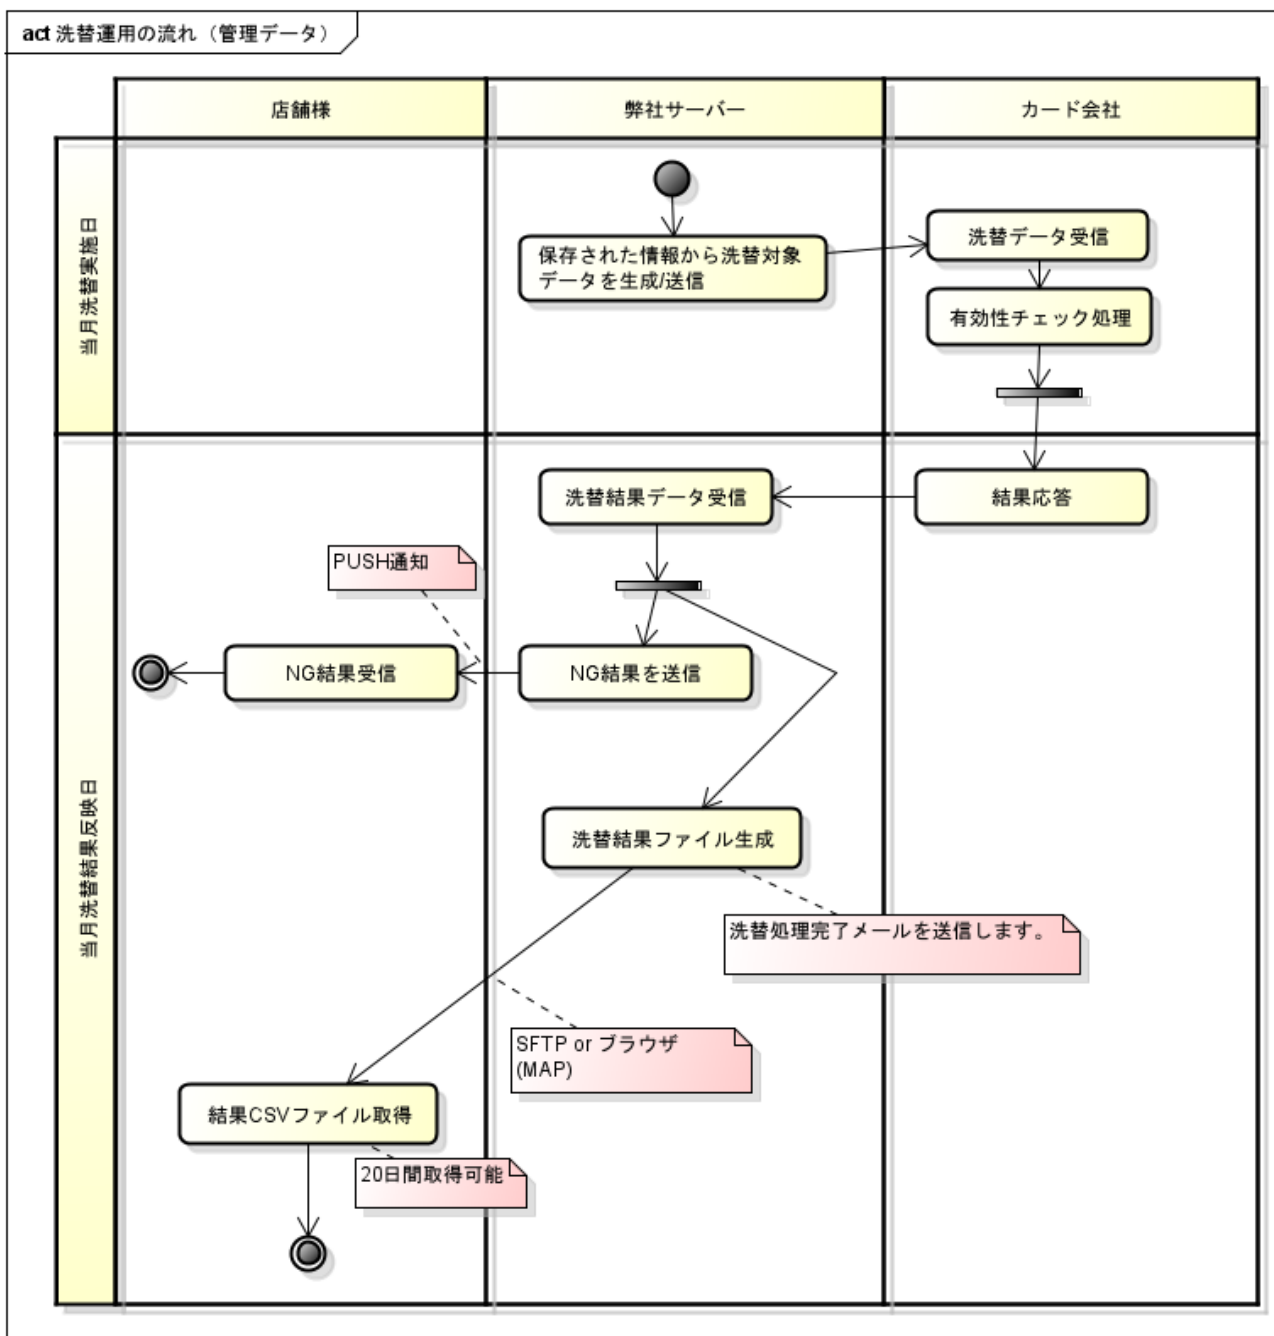 act 洗替運用の流れ（管理データ）
店舗様
弊社サーバー
カード会社
当月洗替実施日
保存された情報から洗替対象
データを生成/送信
洗替データ受信
有効性チェック処理
当月洗替結果反映日
洗替結果データ受信
結果応答
PUSH通知
NG結果受信
NG結果を送信
洗替結果ファイル生成
洗替処理完了メールを送信します。
SFTP or ブラウザ
(MAP)
結果CSVファイル取得
20日間取得可能